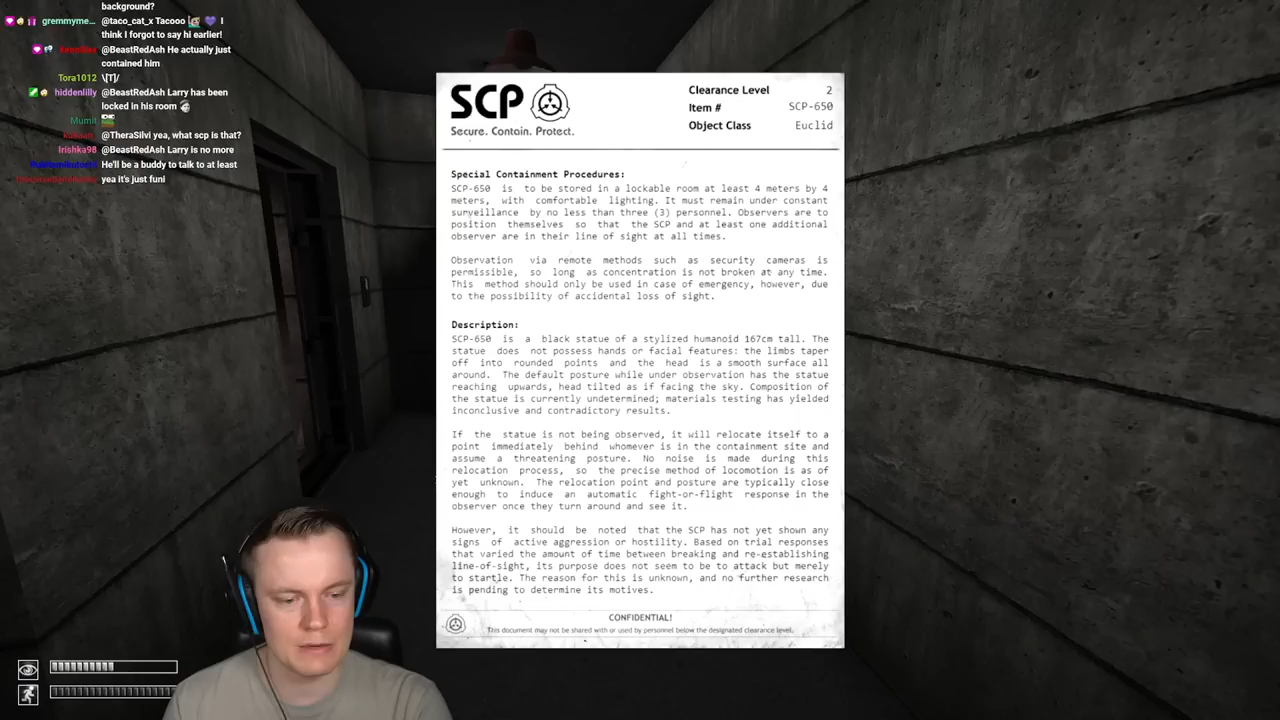 background?
gremmyme... @taco_cat_x Tacooo I
think I forgot to say hi earlier!
@BeastRedAsh He actually just
contained him
Tora1012 \[T]/
hiddenlilly @BeastRedAsh Larry has been
locked in his room
Mumit
@TheraSilvi yea, what scp is that?
Irishka98 @BeastRedAsh Larry is no more
He'll be a buddy to talk to at least
yea it's just funi
SCP
Secure. Contain. Protect.
Clearance Level 2
Item # SCP-650
Object Class Euclid
Special Containment Procedures:
SCP-650 is to be stored in a lockable room at least 4 meters by 4
meters, with comfortable lighting. It must remain under constant
surveillance by no less than three (3) personnel. Observers are to
position themselves so that the SCP and at least one additional
observer are in their line of sight at all times.
Observation via remote methods such as security cameras is
permissible, so long as concentration is not broken at any time.
This method should only be used in case of emergency, however, due
to the possibility of accidental loss of sight.
Description:
SCP-650 is a black statue of a stylized humanoid 167cm tall. The
statue does not possess hands or facial features: the limbs taper
off into rounded points and the head is a smooth surface all
around. The default posture while under observation has the statue
reaching upwards, head tilted as if facing the sky. Composition of
the statue is currently undetermined; materials testing has yielded
inconclusive and contradictory results.
If the statue is not being observed, it will relocate itself to a
point immediately behind whomever is in the containment site and
assume a threatening posture. No noise is made during this
relocation process, so the precise method of locomotion is as of
yet unknown. The relocation point and posture are typically close
enough to induce an automatic fight-or-flight response in the
observer once they turn around and see it.
However, it should be noted that the SCP has not yet shown any
signs of active aggression or hostility. Based on trial responses
that varied the amount of time between breaking and re-establishing
line-of-sight, its purpose does not seem to be to attack but merely
to startle. The reason for this is unknown, and no further research
is pending to determine its motives.
CONFIDENTIAL!
This document may not be shared with or used by personnel below the designated clearance level.